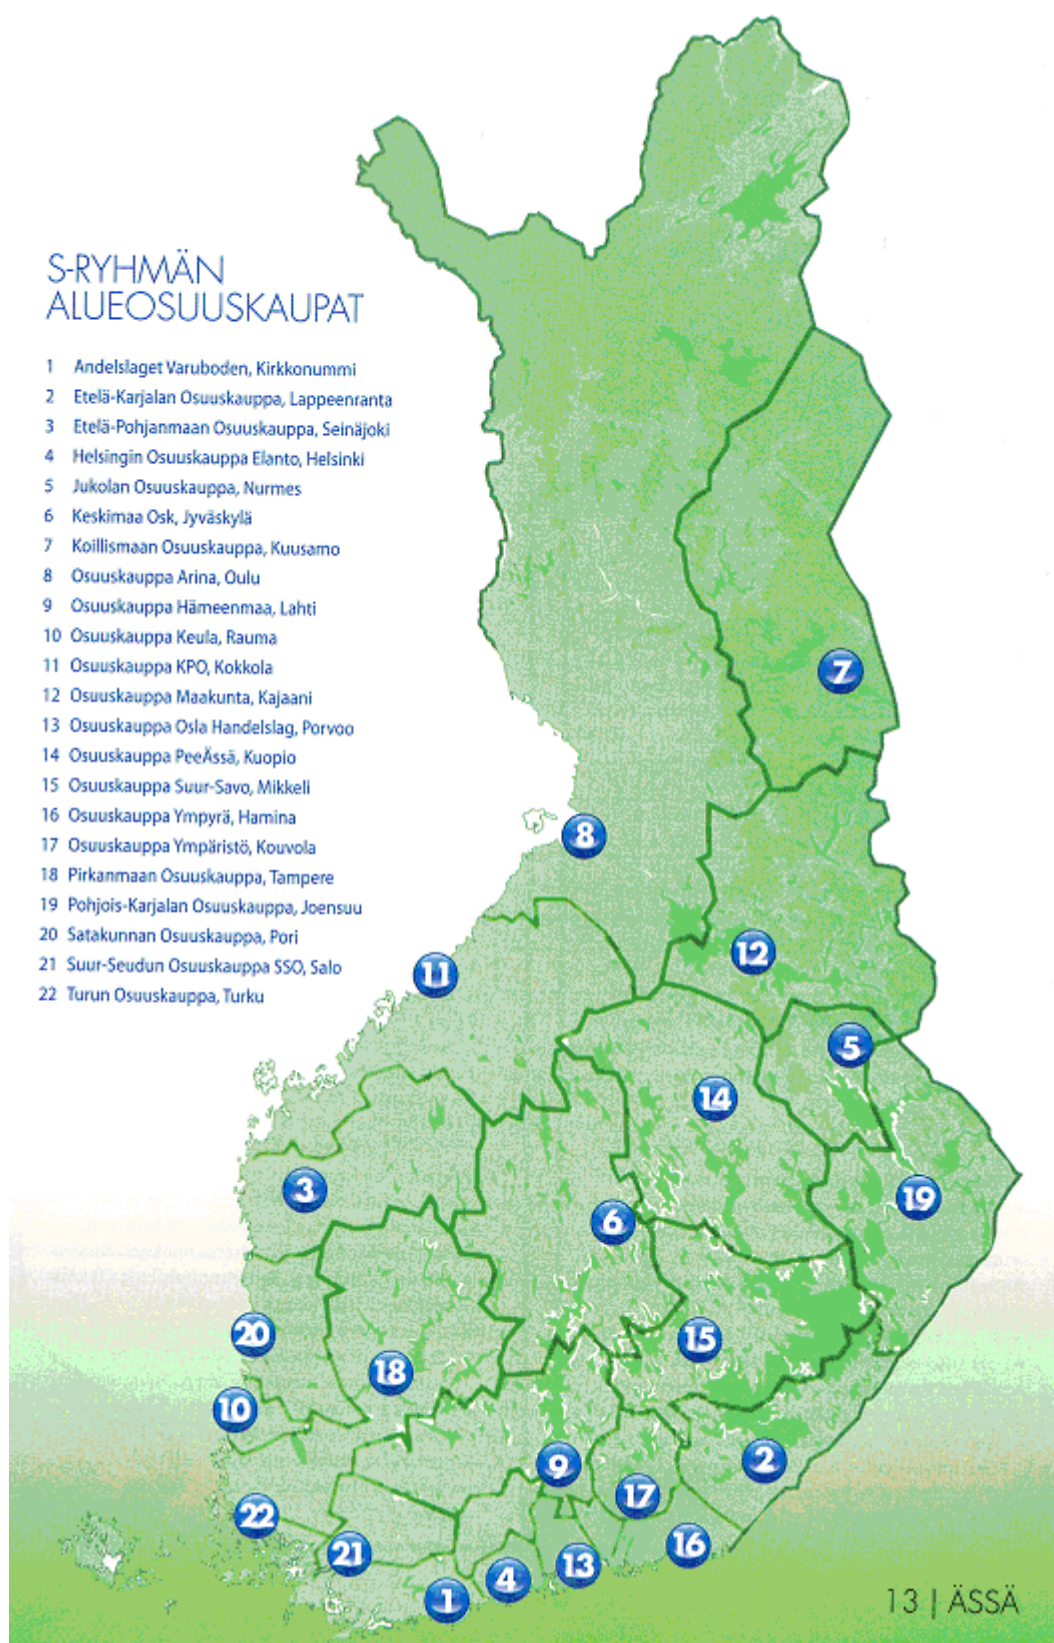 S-RYHMÄN
ALUEOSUUSKAUPAT
1 Andelslaget Varuboden, Kirkkonummi
2 Etelä-Karjalan Osuuskauppa, Lappeenranta
3 Etelä-Pohjanmaan Osuuskauppa, Seinäjoki
4 Helsingin Osuuskauppa Elanto, Helsinki
5 Jukolan Osuuskauppa, Nurmes
6 Keskimaa Osk, Jyväskylä
7 Koillismaan Osuuskauppa, Kuusamo
8 Osuuskauppa Arina, Oulu
9 Osuuskauppa Hämeenmaa, Lahti
10 Osuuskauppa Keula, Rauma
11 Osuuskauppa KPO, Kokkola
12 Osuuskauppa Maakunta, Kajaani
13 Osuuskauppa Osla Handelslag, Porvoo
14 Osuuskauppa PeeÄssä, Kuopio
15 Osuuskauppa Suur-Savo, Mikkeli
16 Osuuskauppa Ympyrä, Hamina
17 Osuuskauppa Ympäristö, Kouvola
18 Pirkanmaan Osuuskauppa, Tampere
19 Pohjois-Karjalan Osuuskauppa, Joensuu
20 Satakunnan Osuuskauppa, Pori
21 Suur-Seudun Osuuskauppa SSO, Salo
22 Turun Osuuskauppa, Turku
7
8
12
11
5
14
3
19
6
20
15
18
10
9
2
17
22
16
21
13
4
1
13 | ÄSSÄ